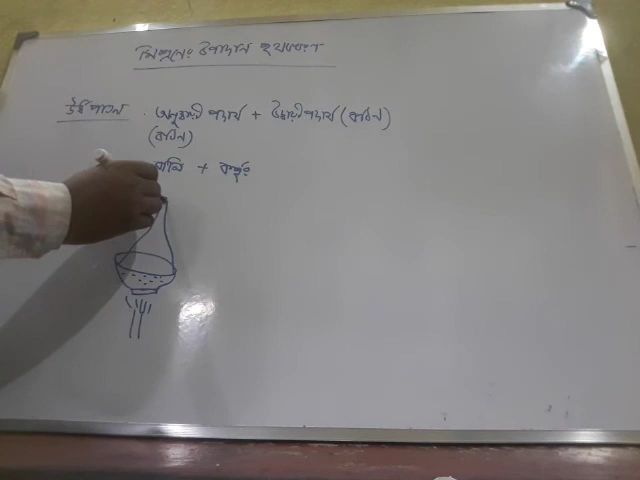 মিশ্রণের উপাদান পৃথকীকরণ
ঊর্ধ্বপাতন . অনুদ্বায়ী পদার্থ + উদ্বায়ী পদার্থ (কঠিন)
(কঠিন)
বালি + কর্পূর